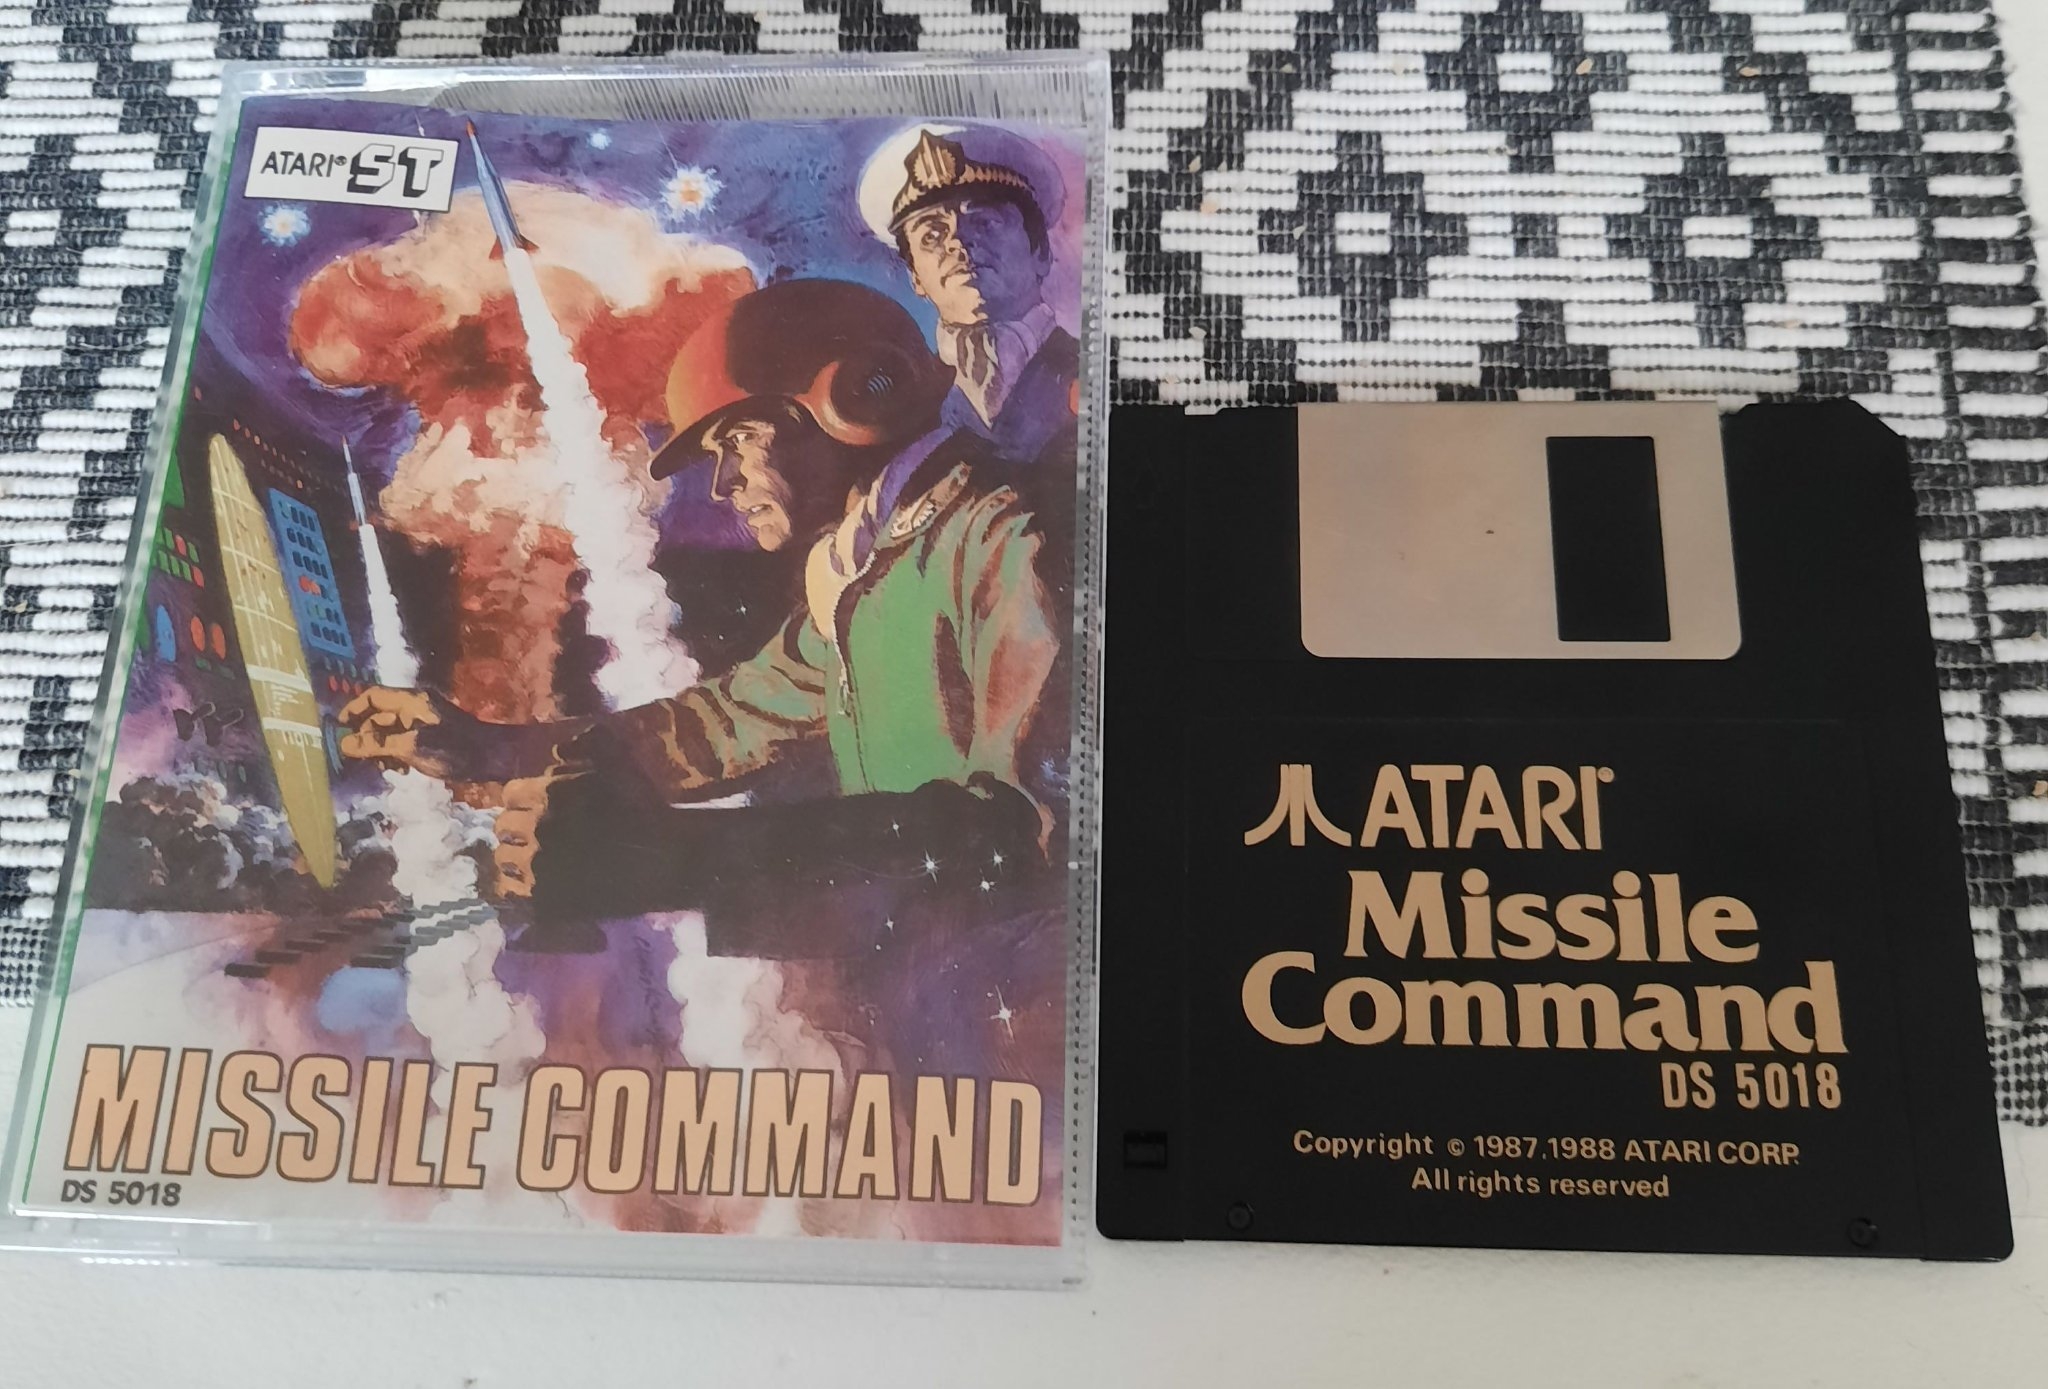 ATARI® ST
MISSILE COMMAND
DS 5018
ATARI®
Missile
Command
DS 5018
Copyright © 1987,1988 ATARI CORP.
All rights reserved